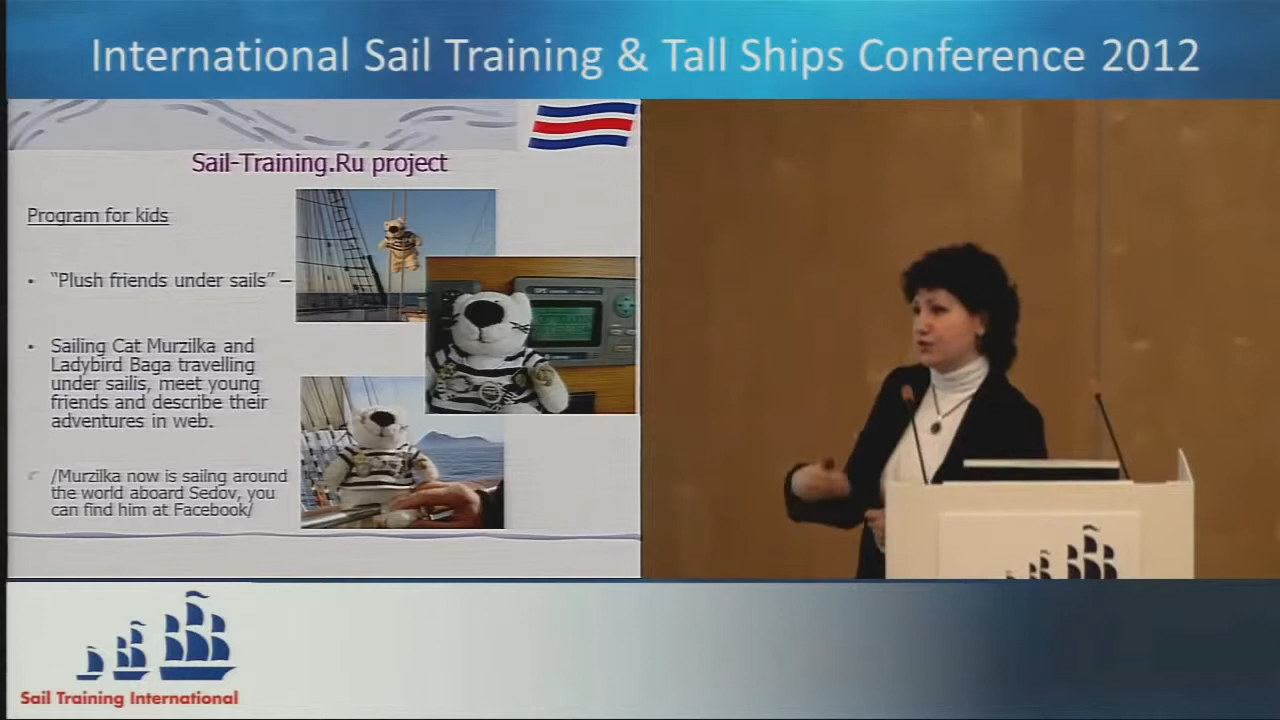 International Sail Training & Tall Ships Conference 2012
Sail-Training.Ru project
Program for kids
• “Plush friends under sails” –
• Sailing Cat Murzilka and
Ladybird Baga travelling
under sailis, meet young
friends and describe their
adventures in web.
/Murzilka now is sailng around
the world aboard Sedov, you
can find him at Facebook/
Sail Training International